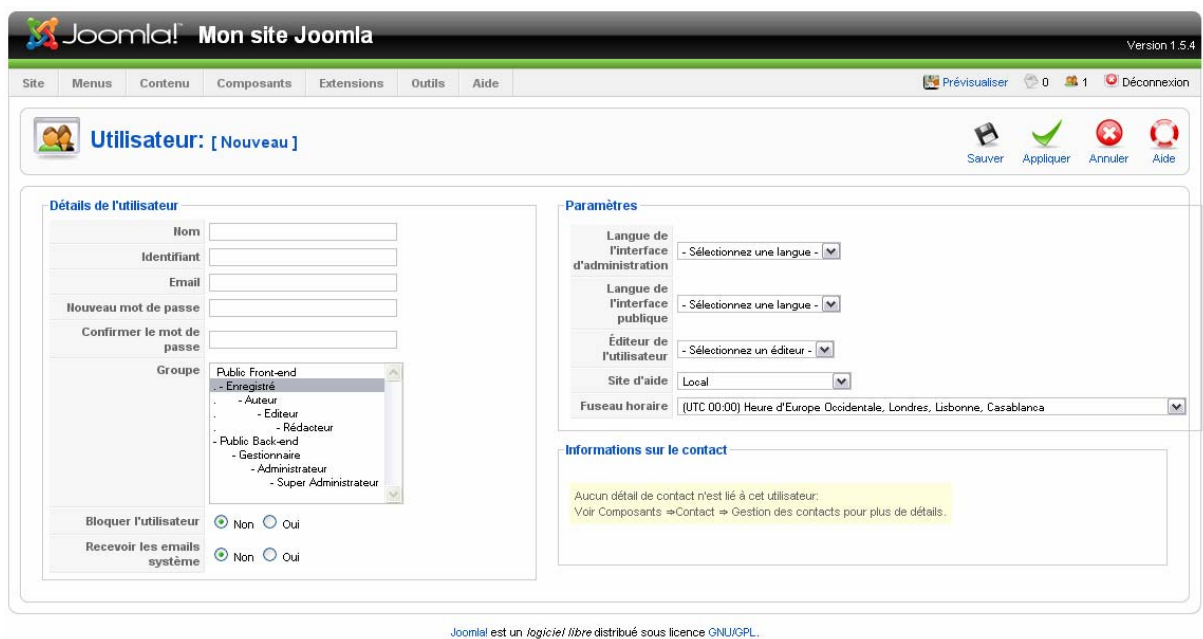 Joomla! Mon site Joomla
Version 1.5.4
Site Menus Contenu Composants Extensions Outils Aide Prévisualiser 0 1 Déconnexion
Utilisateur: [ Nouveau ]
Sauver Appliquer Annuler Aide
Détails de l'utilisateur
Nom
Identifiant
Email
Nouveau mot de passe
Confirmer le mot de
passe
Groupe
Public Front-end
. - Enregistré
. - Auteur
. - Editeur
. - Rédacteur
- Public Back-end
- Gestionnaire
- Administrateur
- Super Administrateur
Bloquer l'utilisateur Non Oui
Recevoir les emails
système Non Oui
Paramètres
Langue de
l'interface
d'administration
- Sélectionnez une langue -
Langue de
l'interface
publique
- Sélectionnez une langue -
Éditeur de
l'utilisateur
- Sélectionnez un éditeur -
Site d'aide Local
Fuseau horaire (UTC 00:00) Heure d'Europe Occidentale, Londres, Lisbonne, Casablanca
Informations sur le contact
Aucun détail de contact n'est lié à cet utilisateur:
Voir Composants ⇒Contact ⇒ Gestion des contacts pour plus de détails.
Joomla! est un logiciel libre distribué sous licence GNU/GPL.